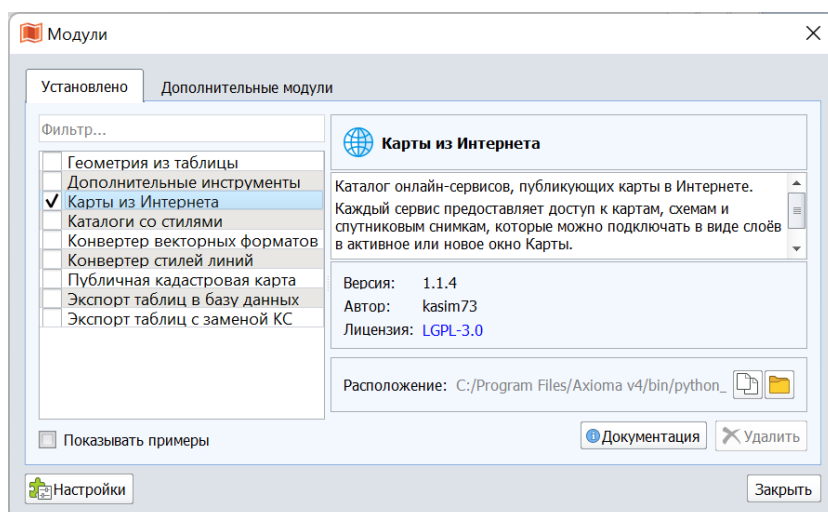 Модули
Установлено
Дополнительные модули
Фильтр...
Геометрия из таблицы
Дополнительные инструменты
Карты из Интернета
Каталоги со стилями
Конвертер векторных форматов
Конвертер стилей линий
Публичная кадастровая карта
Экспорт таблиц в базу данных
Экспорт таблиц с заменой КС
Показывать примеры
Карты из Интернета
Каталог онлайн-сервисов, публикующих карты в Интернете.
Каждый сервис предоставляет доступ к картам, схемам и
спутниковым снимкам, которые можно подключать в виде слоёв
в активное или новое окно Карты.
Версия: 1.1.4
Автор: kasim73
Лицензия: LGPL-3.0
Расположение: C:/Program Files/Axioma v4/bin/python_
Документация
Удалить
Настройки
Закрыть